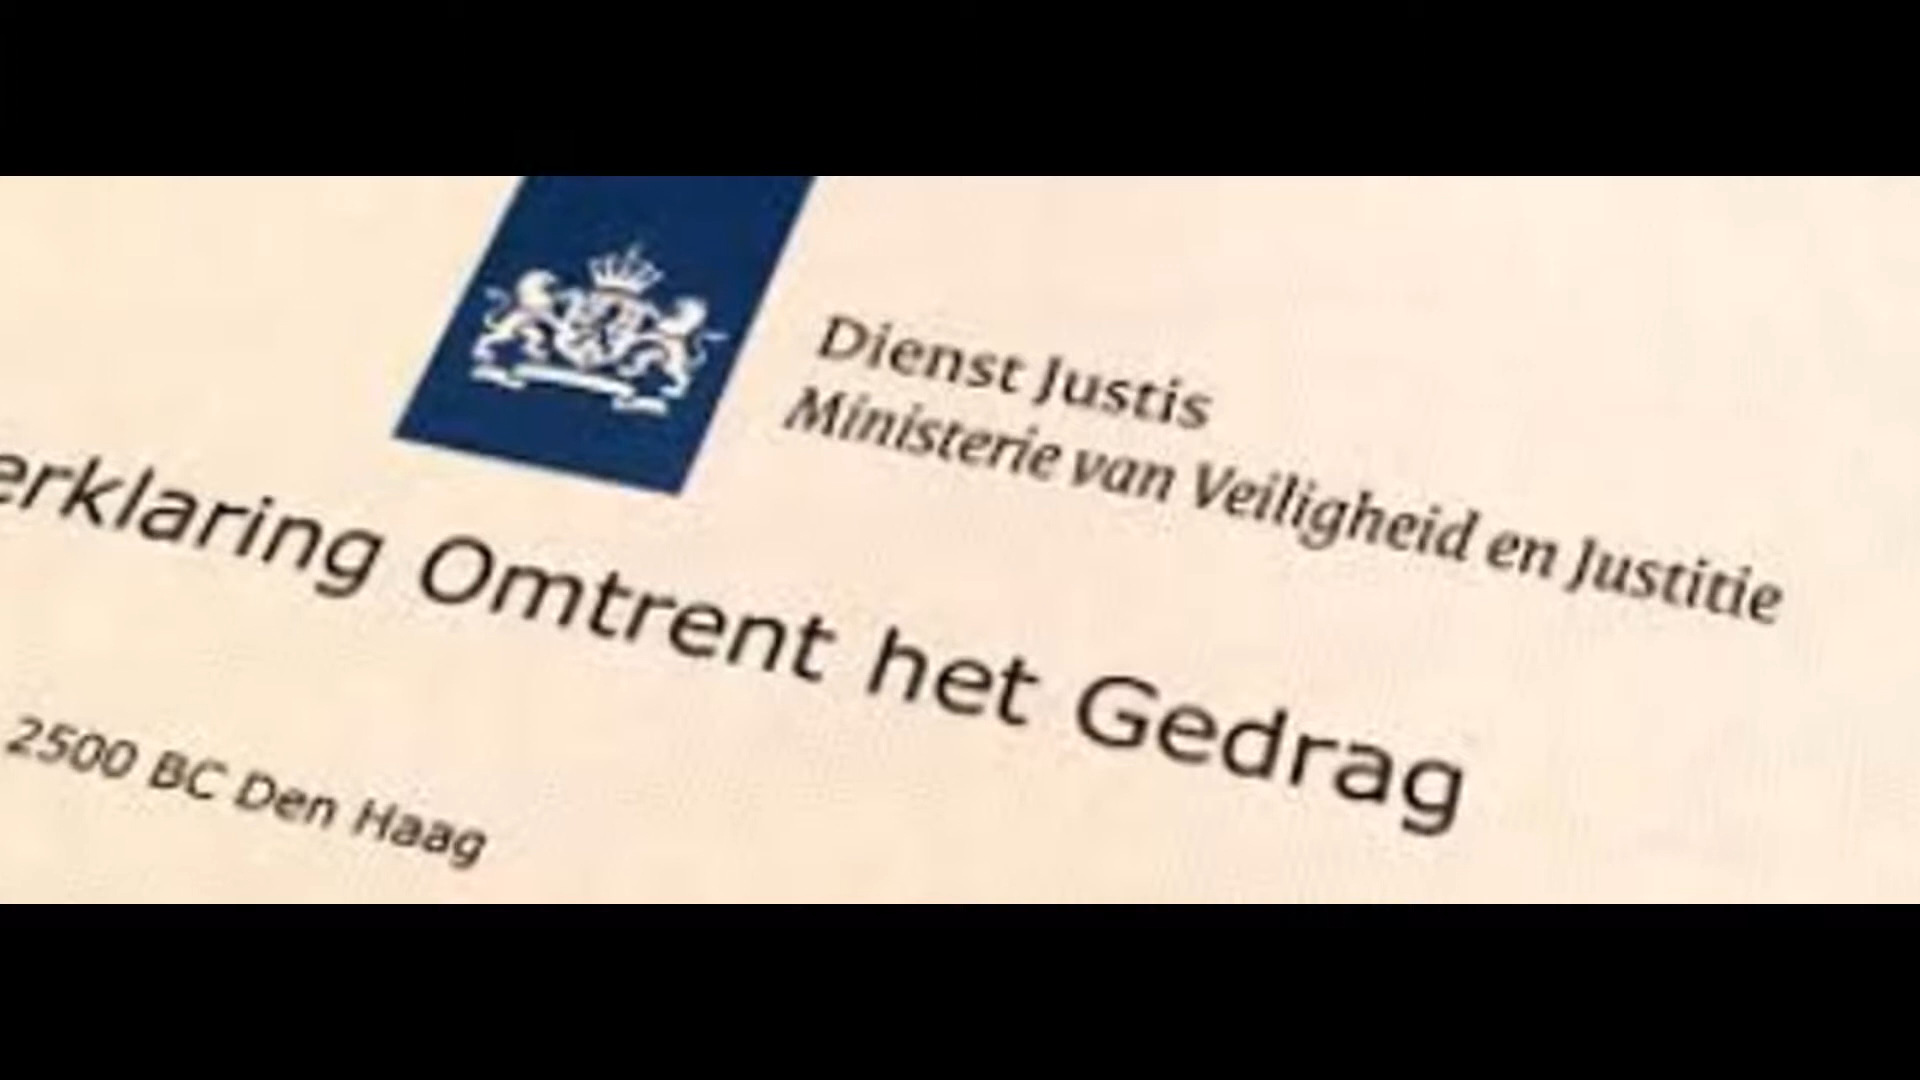 Dienst Justis
Ministerie van Veiligheid en Justitie
erklaring Omtrent het Gedrag
2500 BC Den Haag